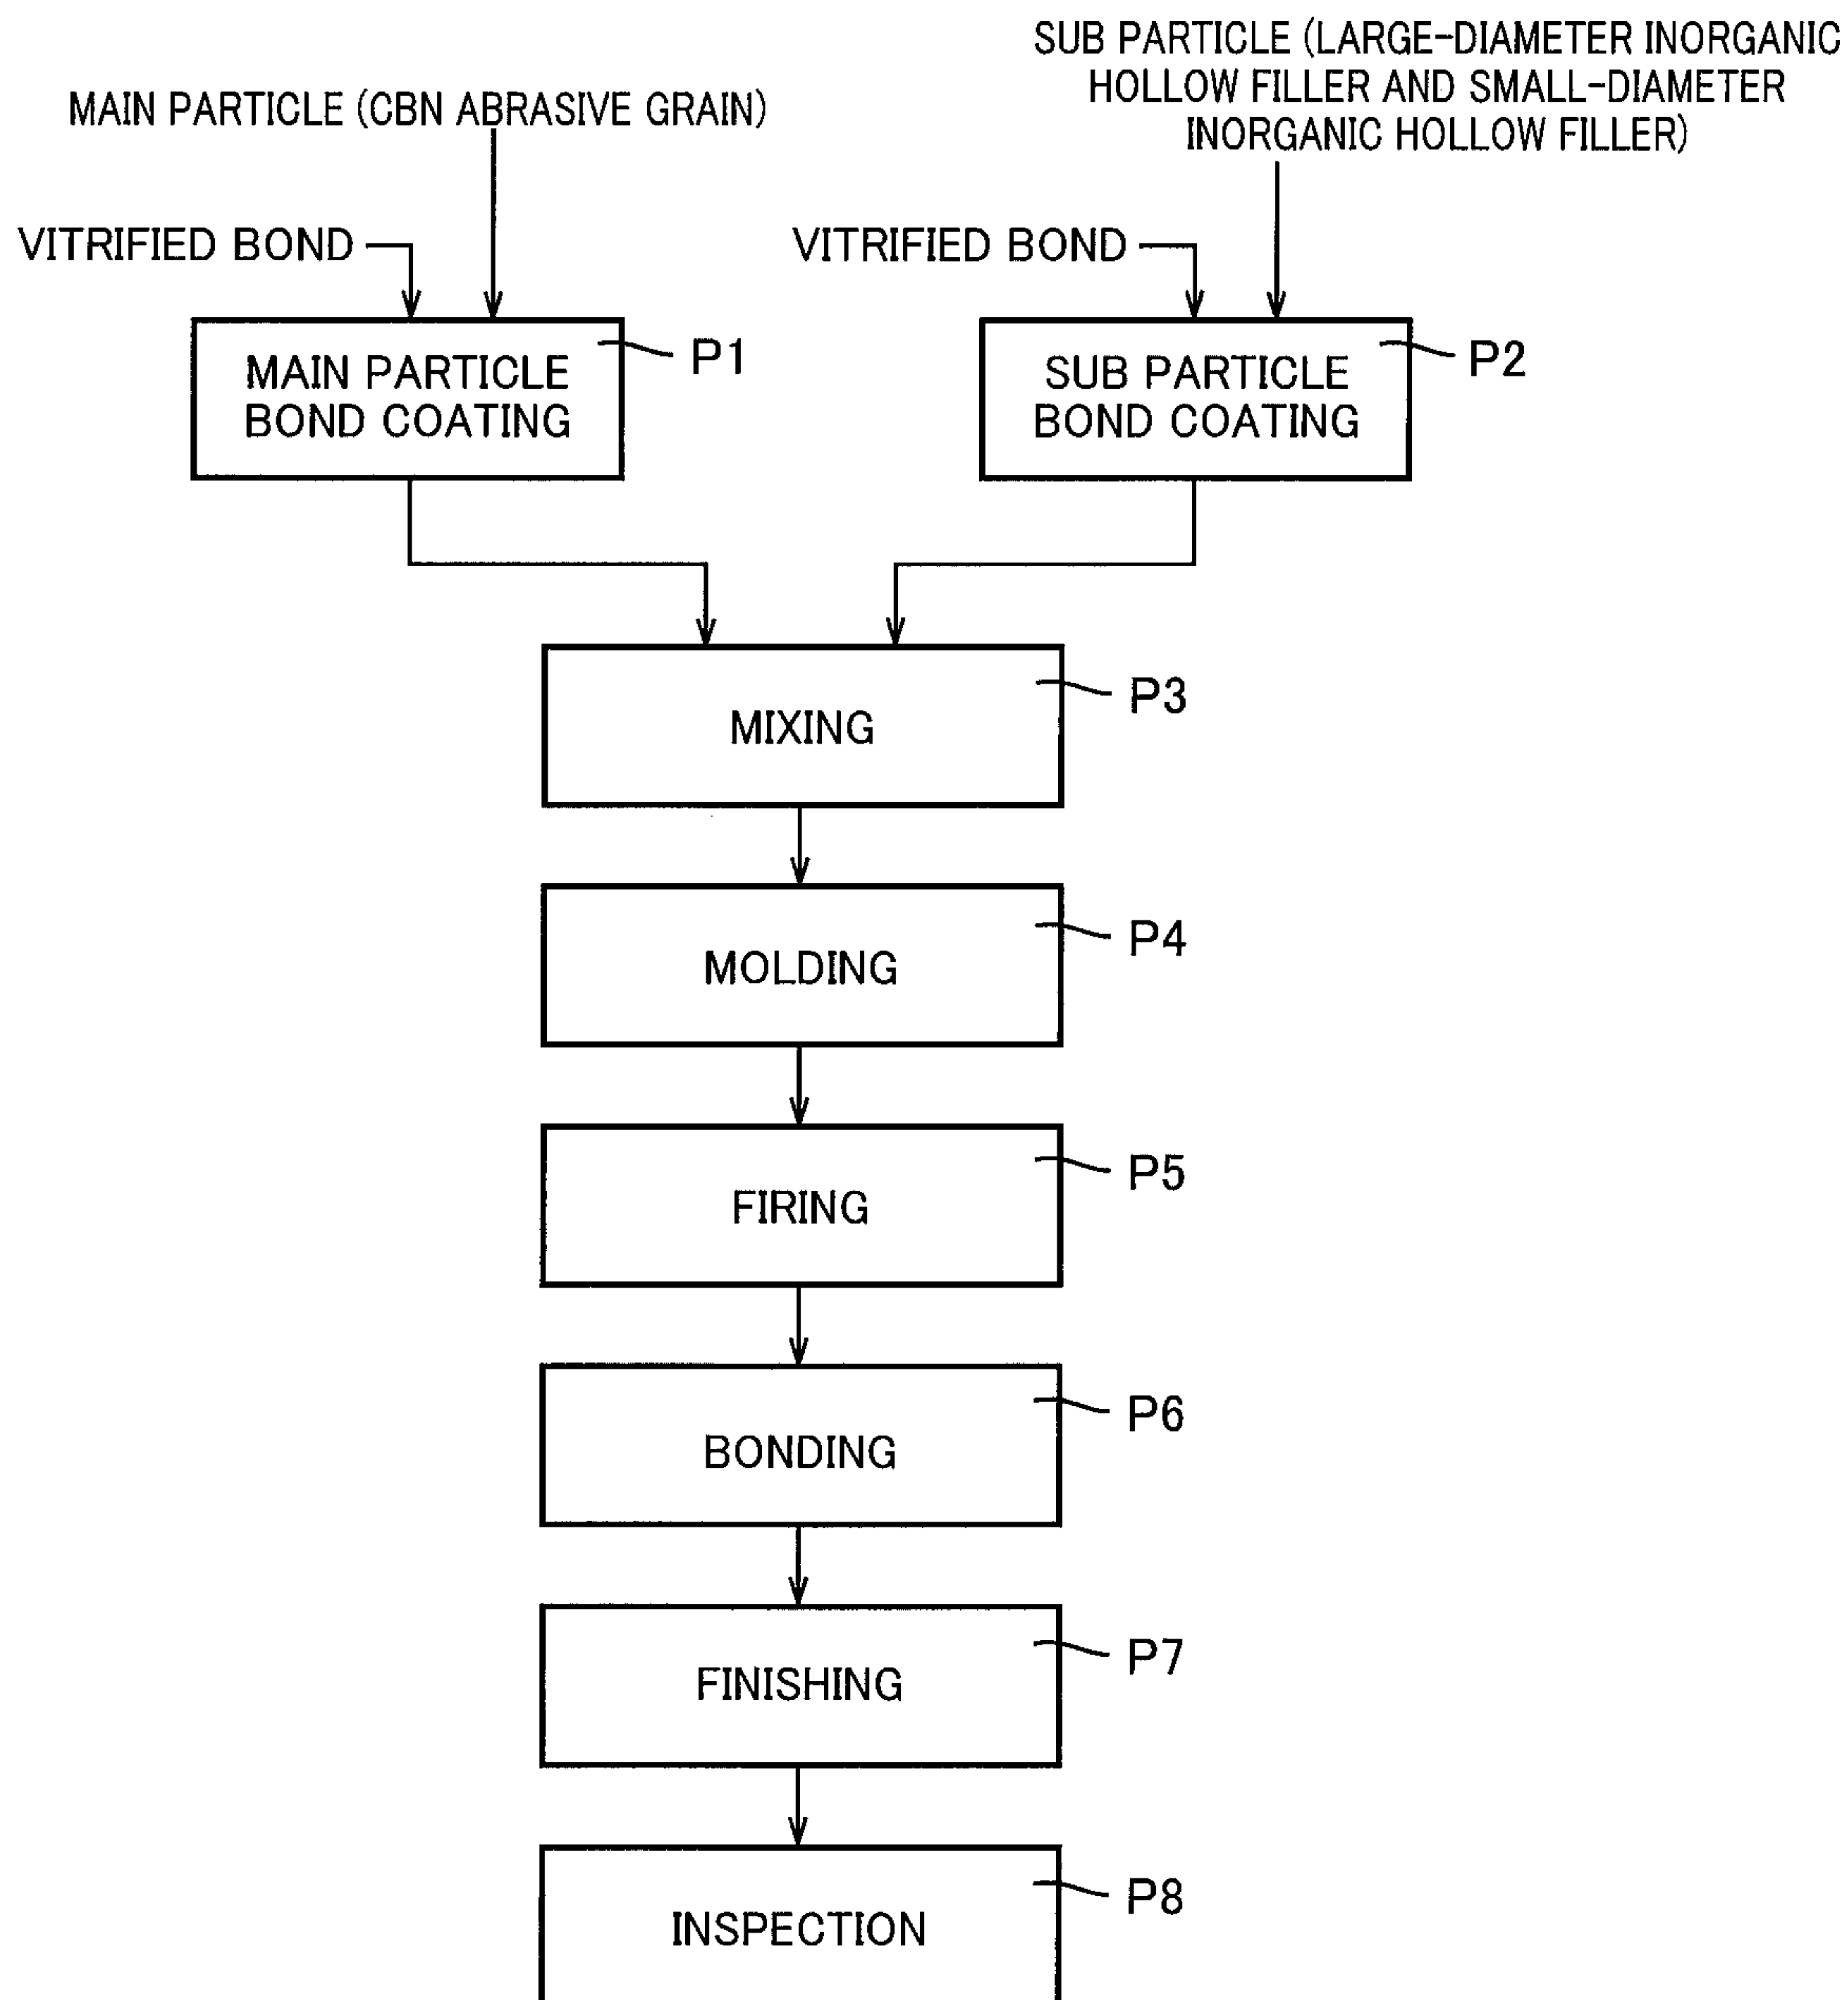 SUB PARTICLE (LARGE-DIAMETER INORGANIC
HOLLOW FILLER AND SMALL-DIAMETER
INORGANIC HOLLOW FILLER)
MAIN PARTICLE (CBN ABRASIVE GRAIN)
VITRIFIED BOND
VITRIFIED BOND
MAIN PARTICLE
BOND COATING
P1
SUB PARTICLE
BOND COATING
P2
MIXING
P3
MOLDING
P4
FIRING
P5
BONDING
P6
FINISHING
P7
INSPECTION
P8